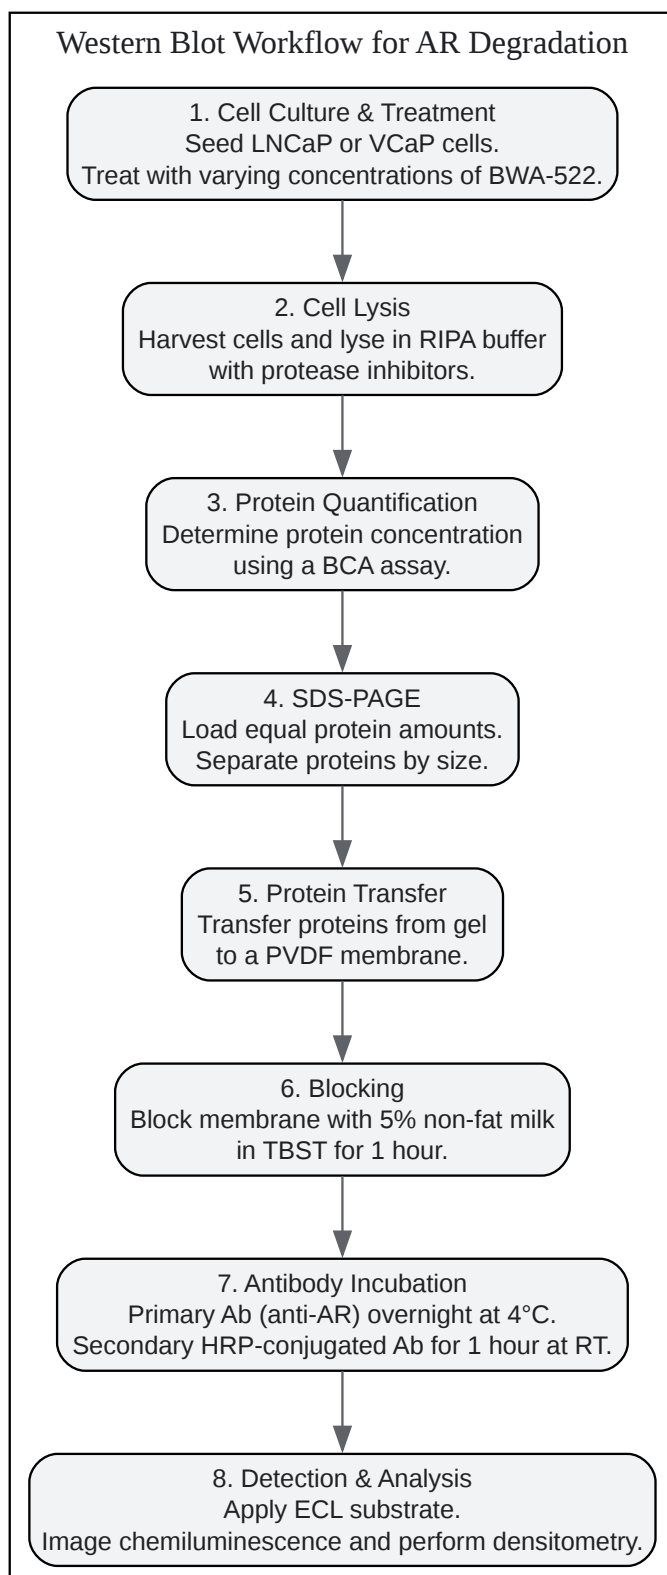 Western Blot Workflow for AR Degradation
1. Cell Culture & Treatment
Seed LNCaP or VCaP cells.
Treat with varying concentrations of BWA-522.
2. Cell Lysis
Harvest cells and lyse in RIPA buffer
with protease inhibitors.
3. Protein Quantification
Determine protein concentration
using a BCA assay.
4. SDS-PAGE
Load equal protein amounts.
Separate proteins by size.
5. Protein Transfer
Transfer proteins from gel
to a PVDF membrane.
6. Blocking
Block membrane with 5% non-fat milk
in TBST for 1 hour.
7. Antibody Incubation
Primary Ab (anti-AR) overnight at 4°C.
Secondary HRP-conjugated Ab for 1 hour at RT.
8. Detection & Analysis
Apply ECL substrate.
Image chemiluminescence and perform densitometry.